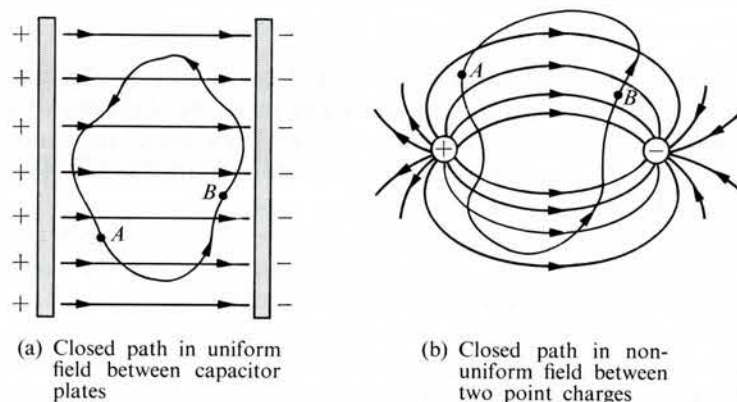 + −
+ −
+ −
+ B −
+ A −
+ −
+ −
A
B
+ −
(a) Closed path in uniform
field between capacitor
plates
(b) Closed path in non-
uniform field between
two point charges